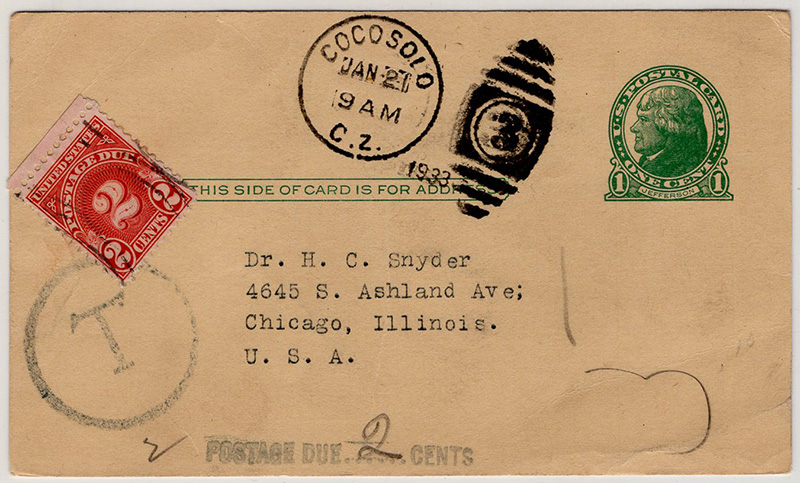 COCO SOLO
JAN 21
9 AM
C.Z.
1933
U.S. POSTAL CARD
1 ONE CENT 1
JEFFERSON
UNITED STATES
POSTAGE DUE
2
2 CENTS 2
THIS SIDE OF CARD IS FOR ADDRESS
Dr. H. C. Snyder
4645 S. Ashland Ave;
Chicago, Illinois.
U. S. A.
T
POSTAGE DUE 2 CENTS